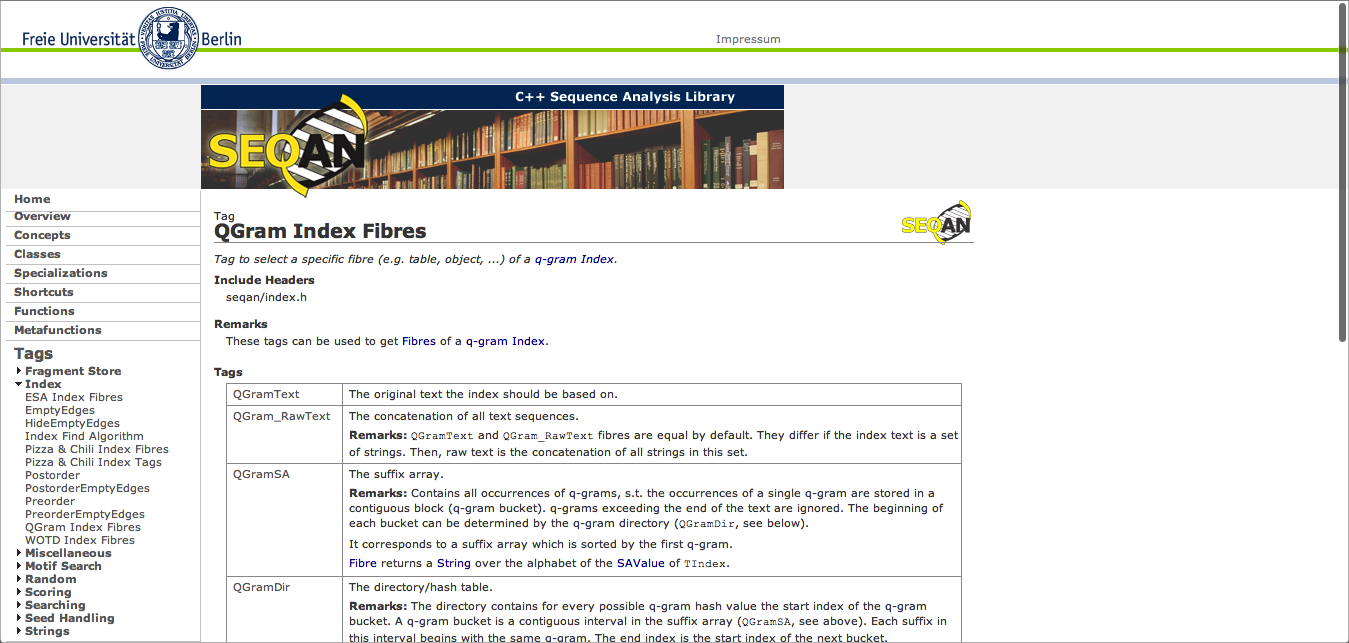 Freie Universität Berlin
Impressum
C++ Sequence Analysis Library
SEQAN
Home
Overview
Concepts
Classes
Specializations
Shortcuts
Functions
Metafunctions
Tags
Fragment Store
Index
ESA Index Fibres
EmptyEdges
HideEmptyEdges
Index Find Algorithm
Pizza & Chili Index Fibres
Pizza & Chili Index Tags
Postorder
PostorderEmptyEdges
Preorder
PreorderEmptyEdges
QGram Index Fibres
WOTD Index Fibres
Miscellaneous
Motif Search
Random
Scoring
Searching
Seed Handling
Strings
Tag
QGram Index Fibres
SEQAN
Tag to select a specific fibre (e.g. table, object, ...) of a q-gram Index.
Include Headers
seqan/index.h
Remarks
These tags can be used to get Fibres of a q-gram Index.
Tags
QGramText The original text the index should be based on.
QGram_RawText The concatenation of all text sequences.
Remarks: QGramText and QGram_RawText fibres are equal by default. They differ if the index text is a set
of strings. Then, raw text is the concatenation of all strings in this set.
QGramSA The suffix array.
Remarks: Contains all occurrences of q-grams, s.t. the occurrences of a single q-gram are stored in a
contiguous block (q-gram bucket). q-grams exceeding the end of the text are ignored. The beginning of
each bucket can be determined by the q-gram directory (QGramDir, see below).
It corresponds to a suffix array which is sorted by the first q-gram.
Fibre returns a String over the alphabet of the SAValue of TIndex.
QGramDir The directory/hash table.
Remarks: The directory contains for every possible q-gram hash value the start index of the q-gram
bucket. A q-gram bucket is a contiguous interval in the suffix array (QGramSA, see above). Each suffix in
this interval begins with the same q-gram. The end index is the start index of the next bucket.